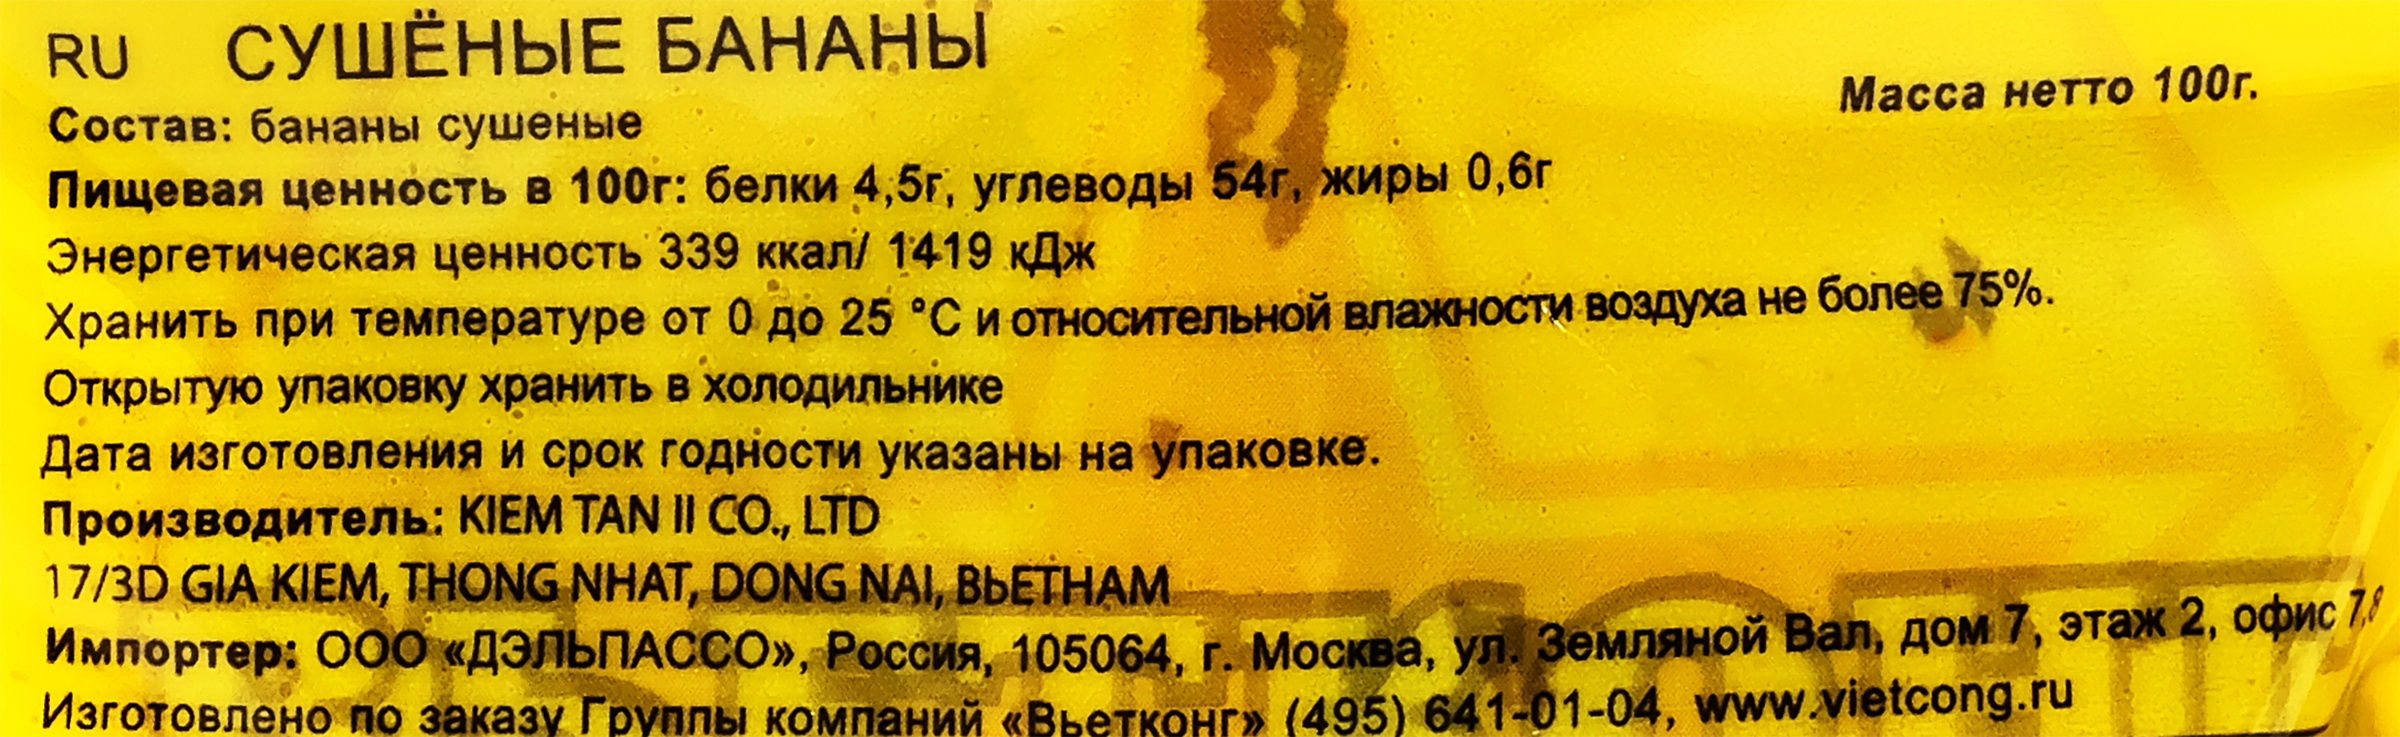 RU СУШЁНЫЕ БАНАНЫ
Масса нетто 100г.
Состав: бананы сушеные
Пищевая ценность в 100г: белки 4,5г, углеводы 54г, жиры 0,6г
Энергетическая ценность 339 ккал/ 1419 кДж
Хранить при температуре от 0 до 25 °C и относительной влажности воздуха не более 75%.
Открытую упаковку хранить в холодильнике
Дата изготовления и срок годности указаны на упаковке.
Производитель: KIEM TAN II CO., LTD
17/3D GIA KIEM, THONG NHAT, DONG NAI, ВЬЕТНАМ
Импортер: ООО «ДЭЛЬПАССО», Россия, 105064, г. Москва, ул. Земляной Вал, дом 7, этаж 2, офис 7,8
Изготовлено по заказу Группы компаний «Вьетконг» (495) 641-01-04, www.vietcong.ru